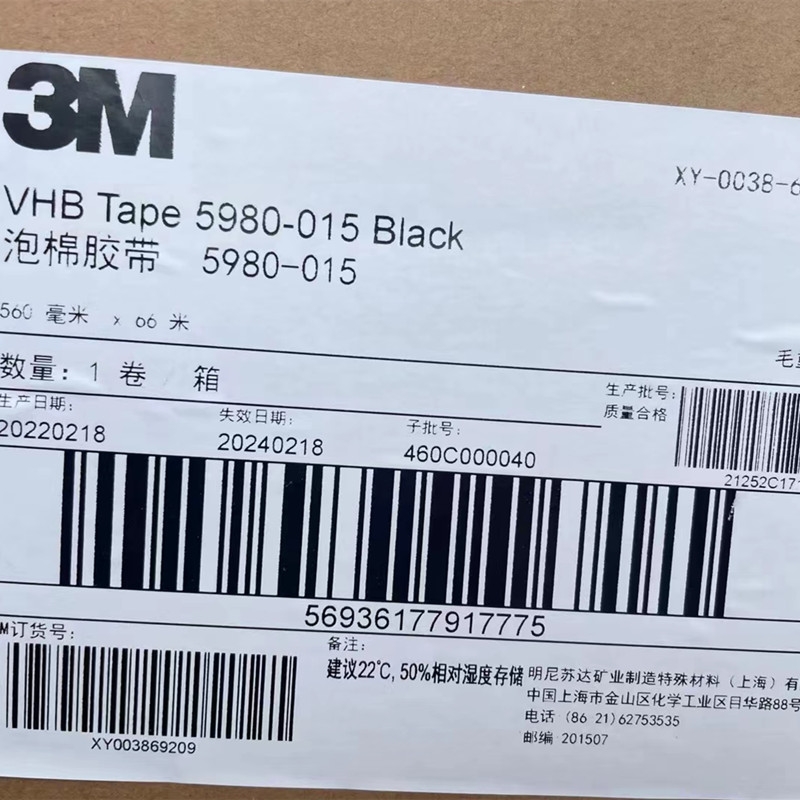 3M
XY-0038-6
VHB Tape 5980-015 Black
泡棉胶带 5980-015
560 毫米 x 66 米
毛重
数量: 1 卷 / 箱
生产批号:
质量合格
21252C17
生产日期:
失效日期:
子批号:
20220218
20240218
460C000040
56936177917775
M订货号:
XY003869209
备注:
建议22℃, 50%相对湿度存储
明尼苏达矿业制造特殊材料 (上海) 有
中国上海市金山区化学工业区日华路88号
电话 (86 21)62753535
邮编 201507